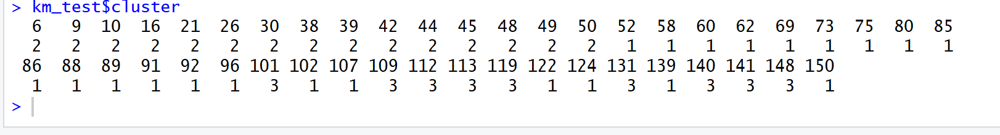 > km_test$cluster
6 9 10 16 21 26 30 38 39 42 44 45 48 49 50 52 58 60 62 69 73 75 80 85
2 2 2 2 2 2 2 2 2 2 2 2 2 2 2 1 1 1 1 1 1 1 1 1
86 88 89 91 92 96 101 102 107 109 112 113 119 122 124 131 139 140 141 148 150
1 1 1 1 1 1 3 1 1 3 3 3 3 1 1 3 1 3 3 3 1
>